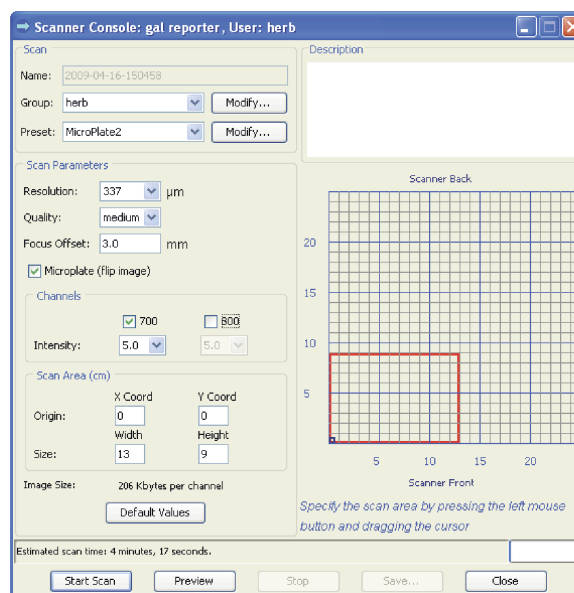 Scanner Console: gal reporter, User: herb
Scan
Name: 2009-04-16-150458
Group: herb Modify...
Preset: MicroPlate2 Modify...
Description
Scan Parameters
Resolution: 337 μm
Quality: medium
Focus Offset: 3.0 mm
Microplate (flip image)
Channels
700 800
Intensity: 5.0 5.0
Scan Area (cm)
X Coord Y Coord
Origin: 0 0
Width Height
Size: 13 9
Image Size: 206 Kbytes per channel
Default Values
Scanner Back
20
15
10
5
5 10 15 20
Scanner Front
Specify the scan area by pressing the left mouse
button and dragging the cursor
Estimated scan time: 4 minutes, 17 seconds.
Start Scan Preview Stop Save... Close